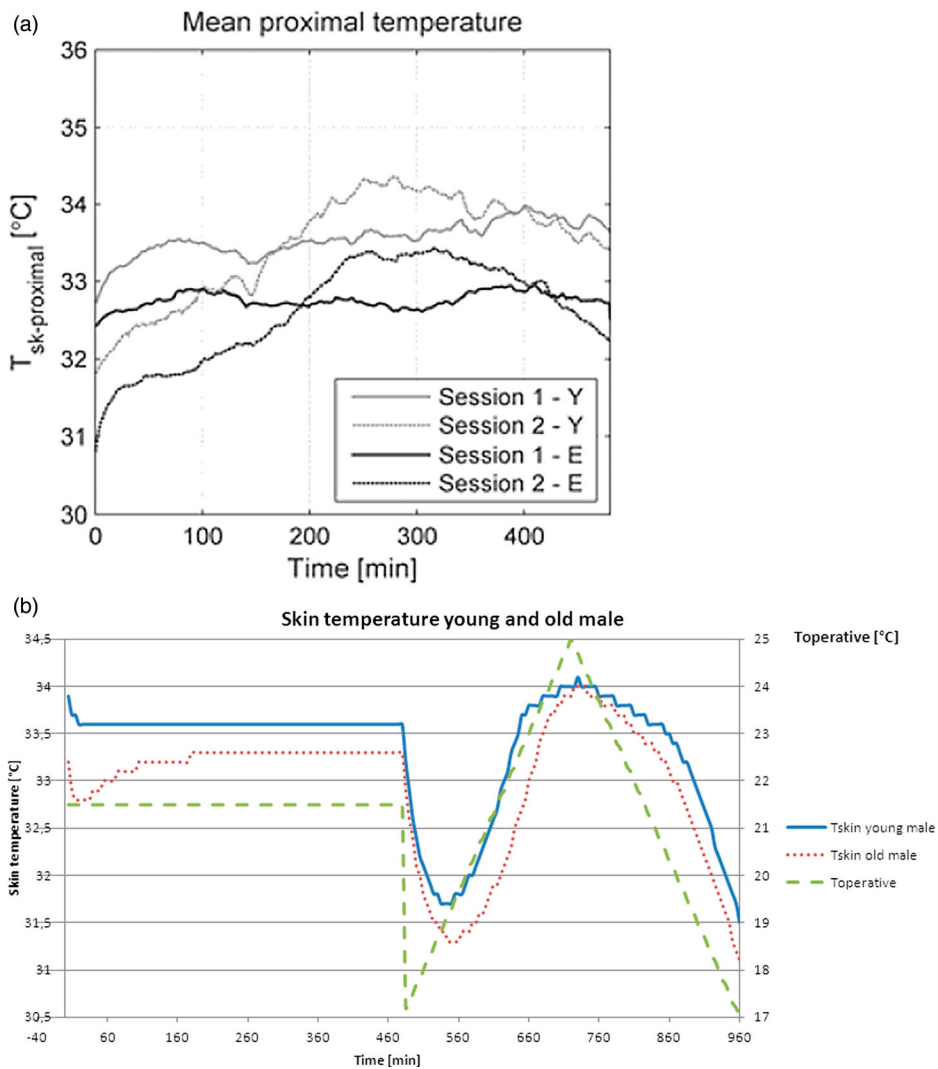 (a)
Mean proximal temperature
36
35
34
33
32
31
30
T sk-proximal [°C]
Session 1 - Y
Session 2 - Y
Session 1 - E
Session 2 - E
0 100 200 300 400
Time [min]
(b)
Skin temperature young and old male
34,5
34
33,5
33
32,5
32
31,5
31
30,5
Skin temperature [°C]
25
24
23
22
21
20
19
18
17
Toperative [°C]
Tskin young male
Tskin old male
Toperative
-40 60 160 260 360 460 560 660 760 860 960
Time [min]